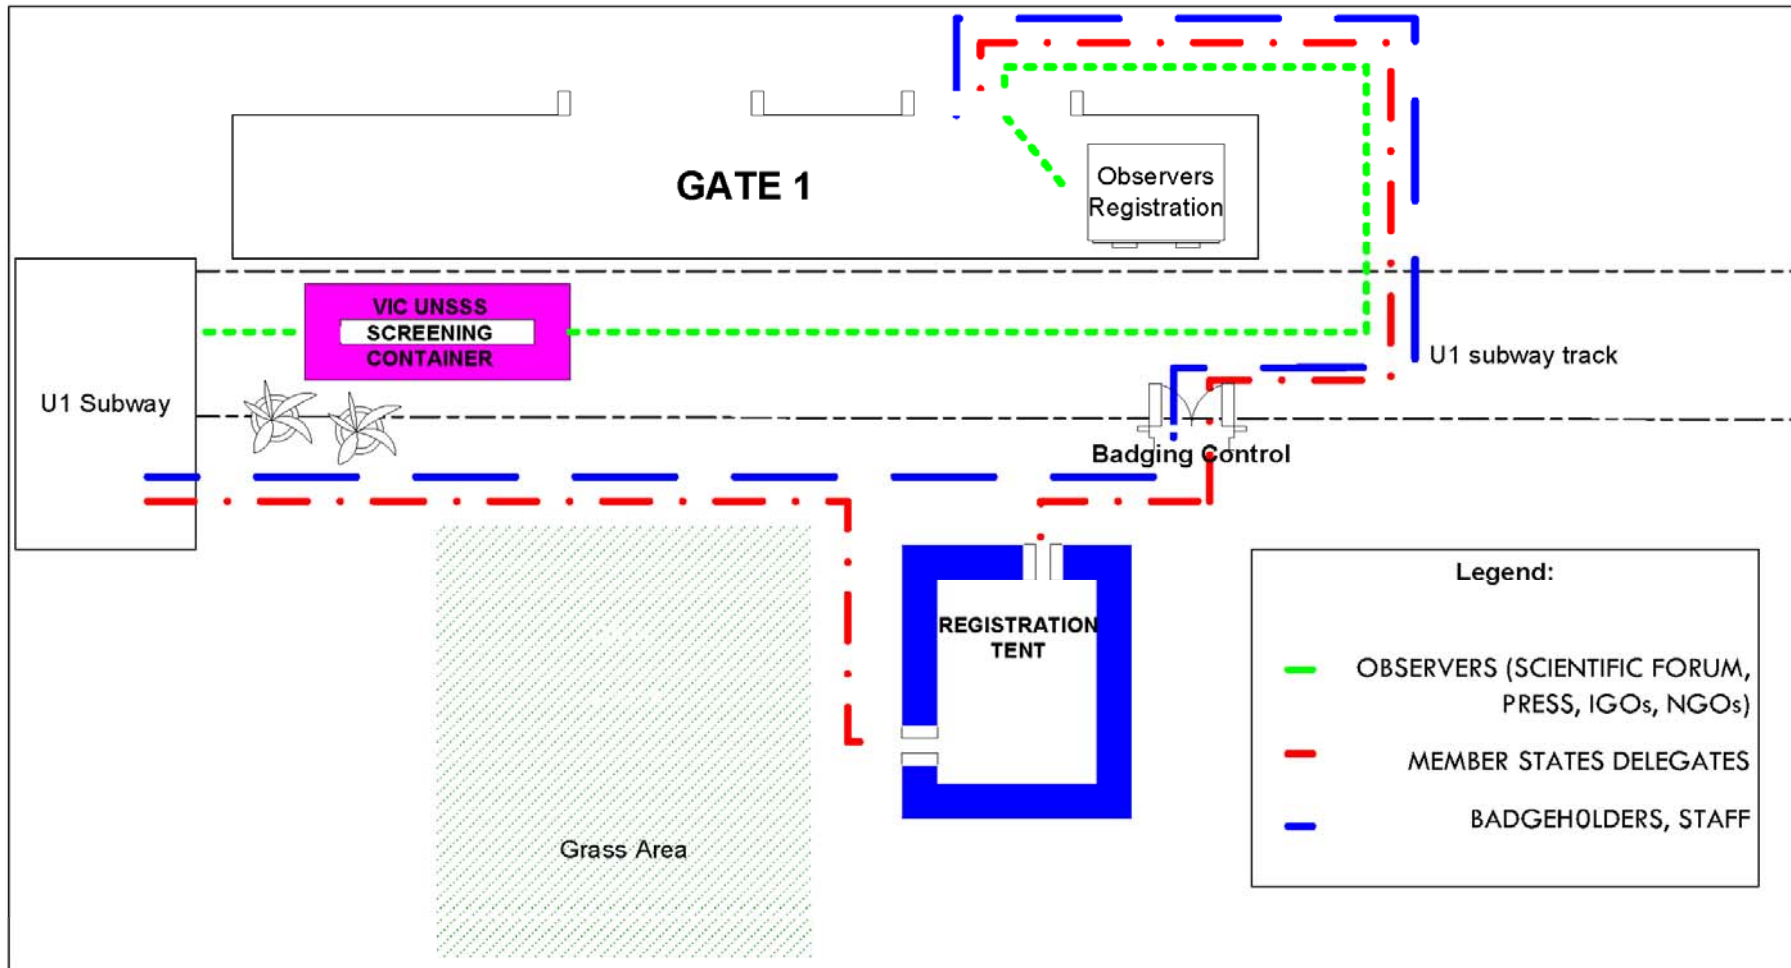 GATE 1
Observers
Registration
VIC UNSSS
SCREENING
CONTAINER
U1 Subway
U1 subway track
Badging Control
REGISTRATION
TENT
Grass Area
Legend:
OBSERVERS (SCIENTIFIC FORUM,
PRESS, IGOs, NGOs)
MEMBER STATES DELEGATES
BADGEH0LDERS, STAFF